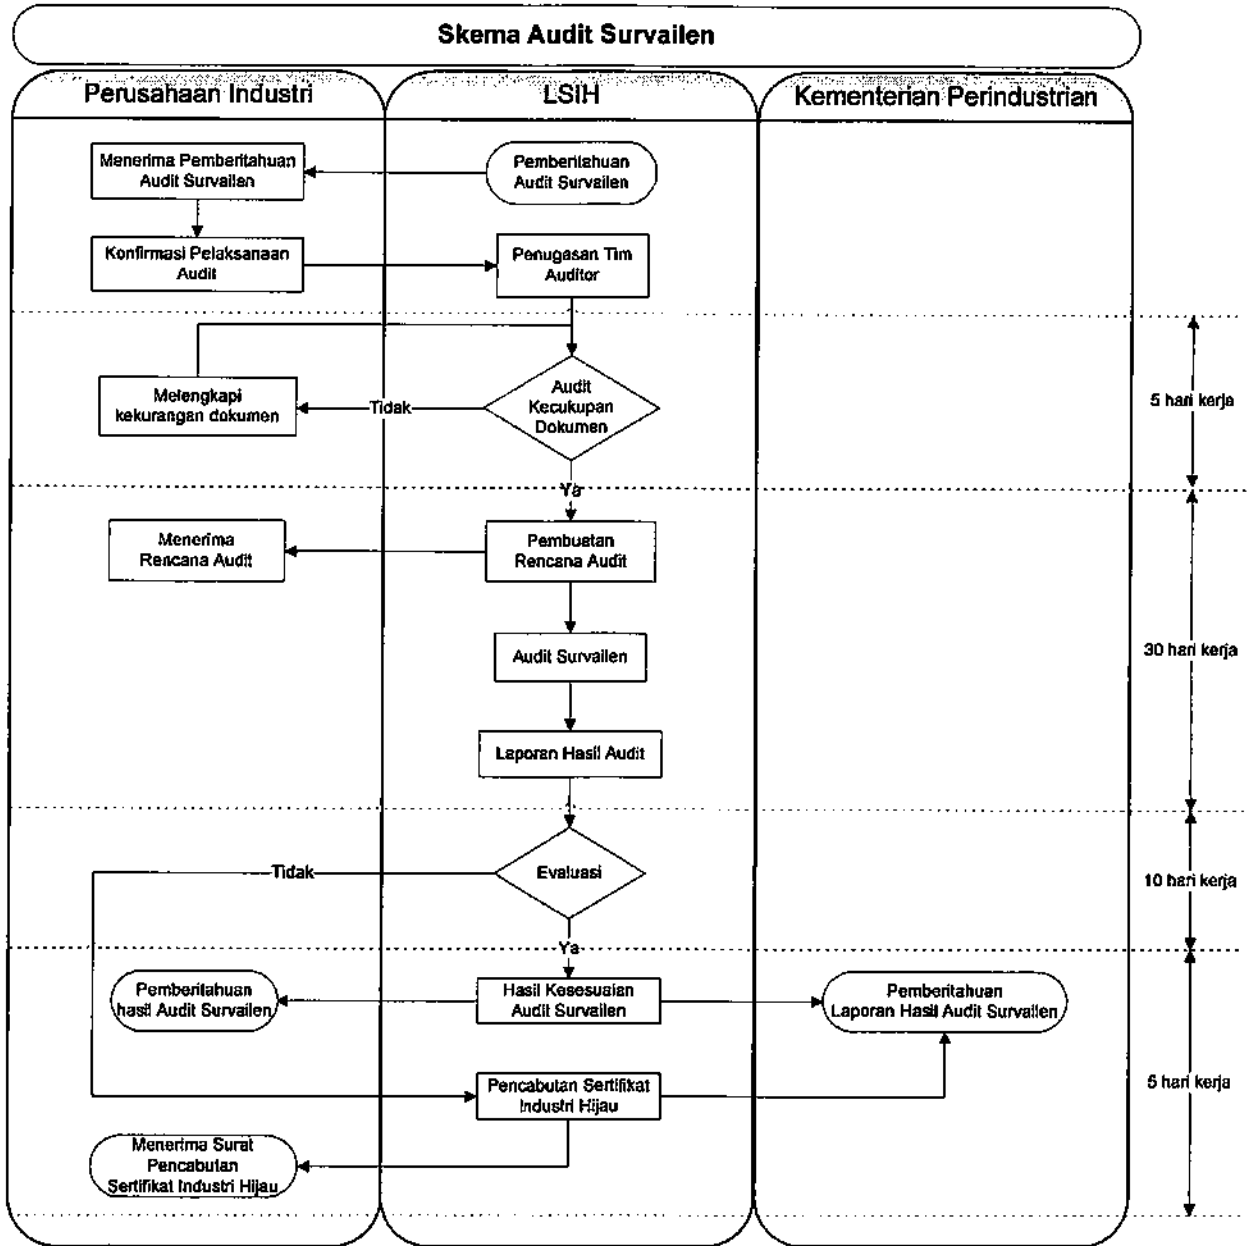 Skema Audit Survailen
Perusahaan Industri
LSIH
Kementerian Perindustrian
Menerima Pemberitahuan
Audit Survailen
Pemberitahuan
Audit Survailen
Konfirmasi Pelaksanaan
Audit
Penugasan Tim
Auditor
Melengkapi
kekurangan dokumen
Tidak
Audit
Kecukupan
Dokumen
5 hari kerja
Ya
Menerima
Rencana Audit
Pembuatan
Rencana Audit
Audit Survailen
30 hari kerja
Laporan Hasil Audit
Tidak
Evaluasi
10 hari kerja
Ya
Pemberitahuan
hasil Audit Survailen
Hasil Kesesuaian
Audit Survailen
Pemberitahuan
Laporan Hasil Audit Survailen
Pencabutan Sertifikat
Industri Hijau
5 hari kerja
Menerima Surat
Pencabutan
Sertifikat Industri Hijau